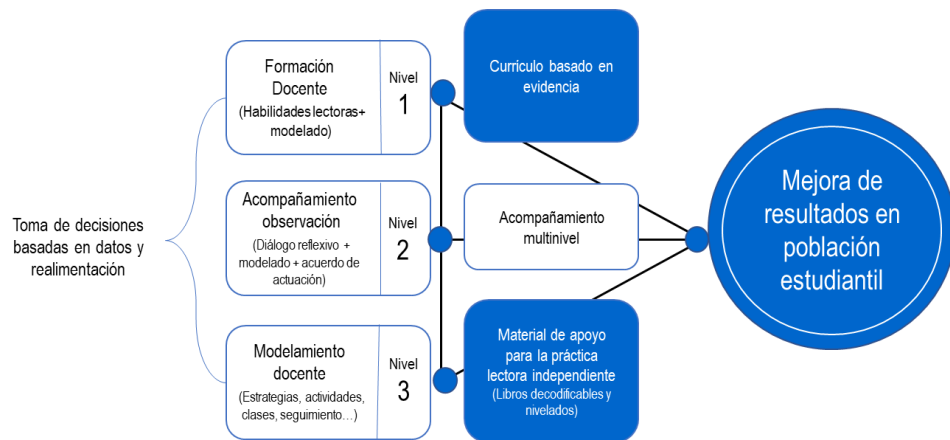 Toma de decisiones
basadas en datos y
realimentación
Formación
Docente
(Habilidades lectoras+
modelado)
Nivel
1
Acompañamiento
observación
(Diálogo reflexivo +
modelado + acuerdo de
actuación)
Nivel
2
Modelamiento
docente
(Estrategias, actividades,
clases, seguimiento…)
Nivel
3
Currículo basado en
evidencia
Acompañamiento
multinivel
Material de apoyo
para la práctica
lectora independiente
(Libros decodificables y
nivelados)
Mejora de
resultados en
población
estudiantil